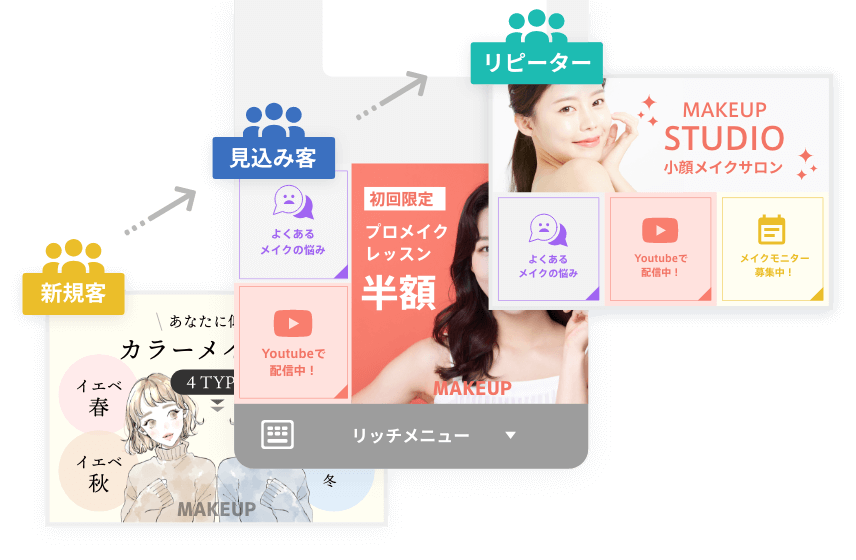 リピーター
MAKEUP
STUDIO
小顔メイクサロン
よくある
メイクの悩み
Youtubeで
配信中！
メイクモニター
募集中！
見込み客
よくある
メイクの悩み
初回限定
プロメイク
レッスン
半額
Youtubeで
配信中！
MAKEUP
リッチメニュー
新規客
あなたに
カラーメイ
4 TYP
イエベ
春
イエベ
秋
冬
MAKEUP